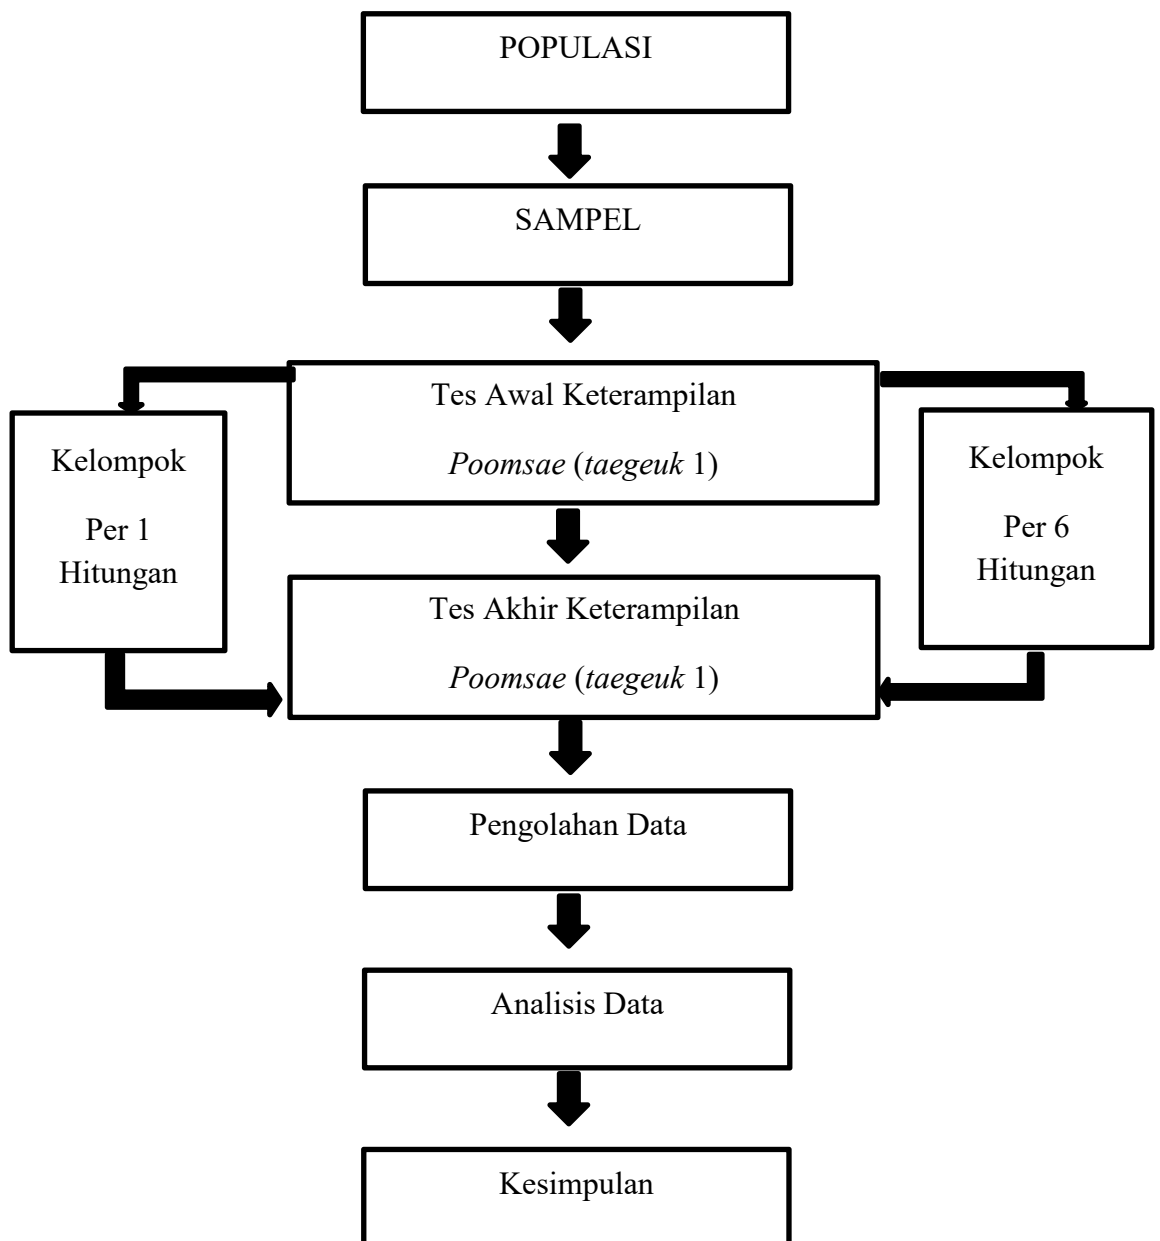 POPULASI
SAMPEL
Tes Awal Keterampilan
Poomsae (taegeuk 1)
Kelompok
Per 1
Hitungan
Kelompok
Per 6
Hitungan
Tes Akhir Keterampilan
Poomsae (taegeuk 1)
Pengolahan Data
Analisis Data
Kesimpulan